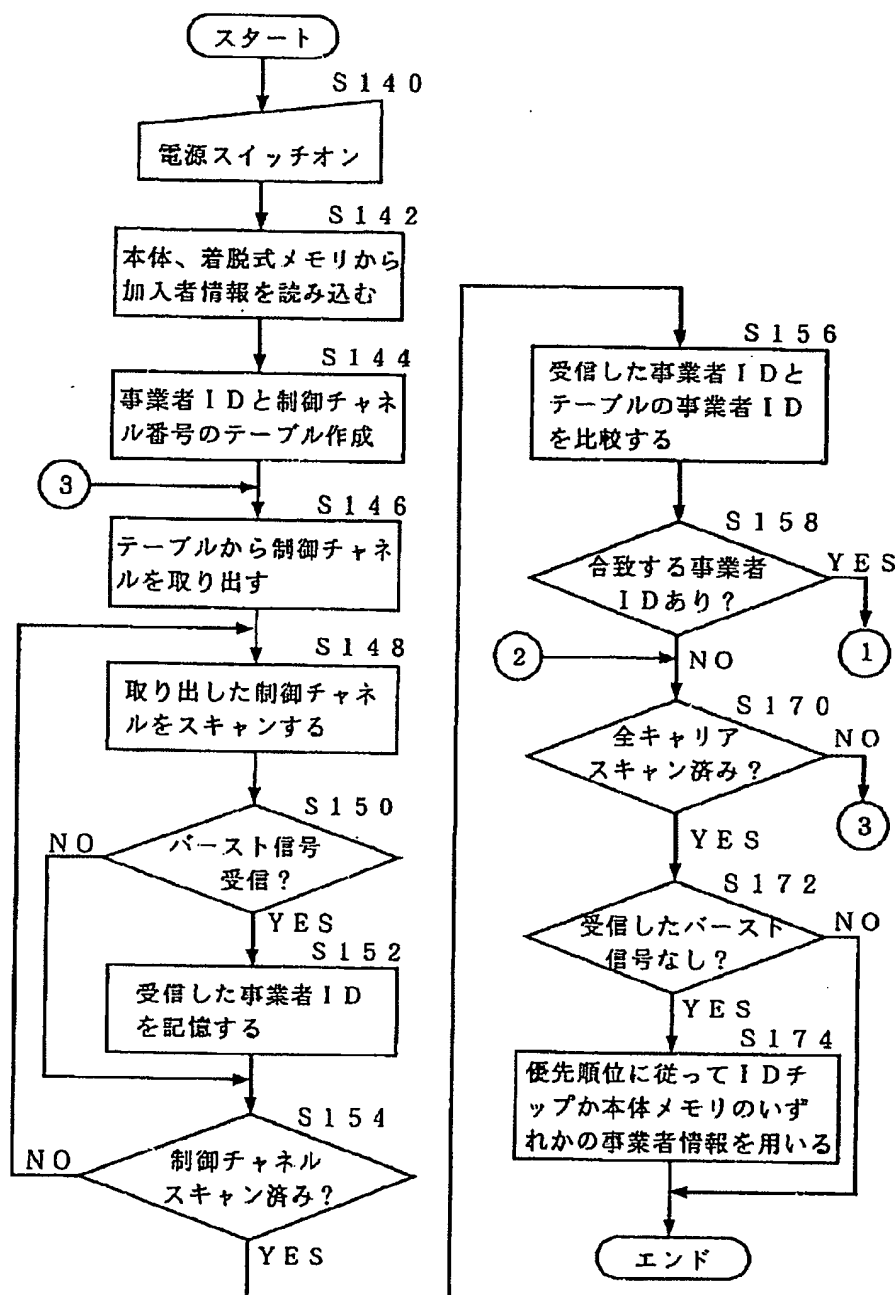 スタート
S140
電源スイッチオン
S142
本体、着脱式メモリから
加入者情報を読み込む
S144
事業者IDと制御チャネ
ル番号のテーブル作成
3
S146
テーブルから制御チャネ
ルを取り出す
S148
取り出した制御チャネ
ルをスキャンする
S150
NO
バースト信号
受信?
YES
S152
受信した事業者ID
を記憶する
S154
NO
制御チャネル
スキャン済み?
YES
S156
受信した事業者IDと
テーブルの事業者ID
を比較する
S158
合致する事業者
IDあり?
YES
1
2
NO
S170
全キャリア
スキャン済み?
NO
3
YES
S172
受信したバースト
信号なし?
NO
YES
S174
優先順位に従ってIDチ
ップか本体メモリのいず
れかの事業者情報を用いる
エンド